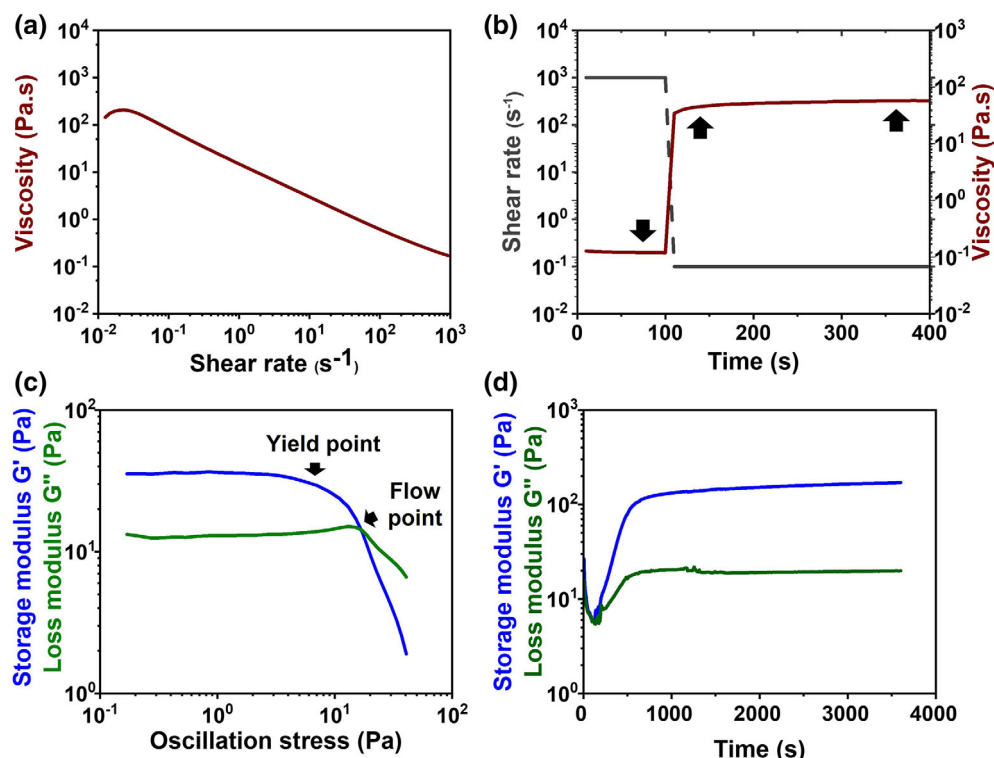 (a)
Viscosity (Pa.s)
10⁴
10³
10²
10¹
10⁰
10⁻¹
10⁻²
10⁻² 10⁻¹ 10⁰ 10¹ 10² 10³
Shear rate (s⁻¹)
(b)
Shear rate (s⁻¹)
10⁴
10³
10²
10¹
10⁰
10⁻¹
10⁻²
10³
10²
10¹
10⁰
10⁻¹
10⁻²
Viscosity (Pa.s)
0 100 200 300 400
Time (s)
(c)
Storage modulus G' (Pa)
Loss modulus G'' (Pa)
10²
10¹
10⁰
Yield point
Flow
point
10⁻¹ 10⁰ 10¹ 10²
Oscillation stress (Pa)
(d)
Storage modulus G' (Pa)
Loss modulus G'' (Pa)
10³
10²
10¹
10⁰
0 1000 2000 3000 4000
Time (s)